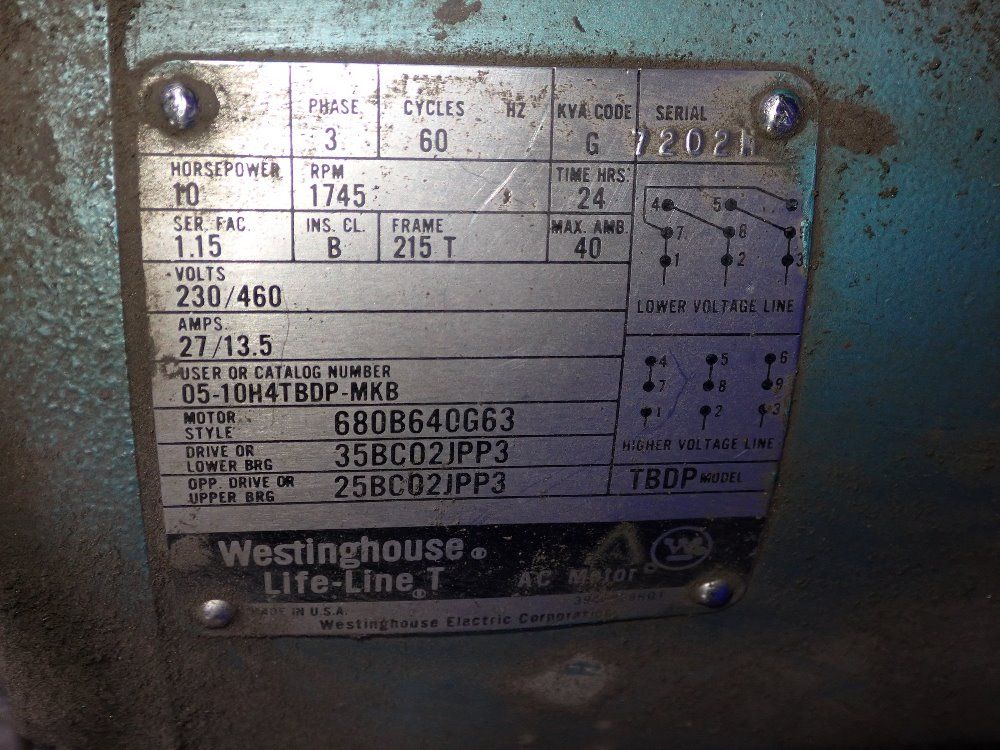 PHASE CYCLES HZ KVA CODE SERIAL
3 60 G 7202
HORSEPOWER RPM TIME HRS.
10 1745 24
SER. FAC. INS. CL. FRAME MAX. AMB.
1.15 B 215 T 40
4 5
7 8
1 2 3
LOWER VOLTAGE LINE
VOLTS
230/460
AMPS.
27/13.5
USER OR CATALOG NUMBER
05-10H4TBDP-MKB
4 5 6
7 8 9
1 2 3
HIGHER VOLTAGE LINE
MOTOR STYLE 680B640G63
DRIVE OR LOWER BRG 35BC02JPP3
OPP. DRIVE OR UPPER BRG 25BC02JPP3
TBDP MODEL
Westinghouse ®
Life-Line ® T AC Motor
MADE IN U.S.A.
Westinghouse Electric Corporation